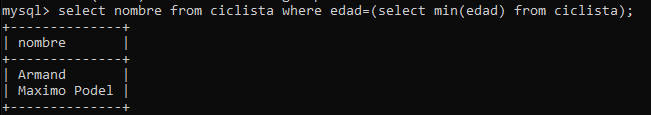 mysql> select nombre from ciclista where edad=(select min(edad) from ciclista);
+--------------+
| nombre       |
+--------------+
| Armand       |
| Maximo Podel |
+--------------+